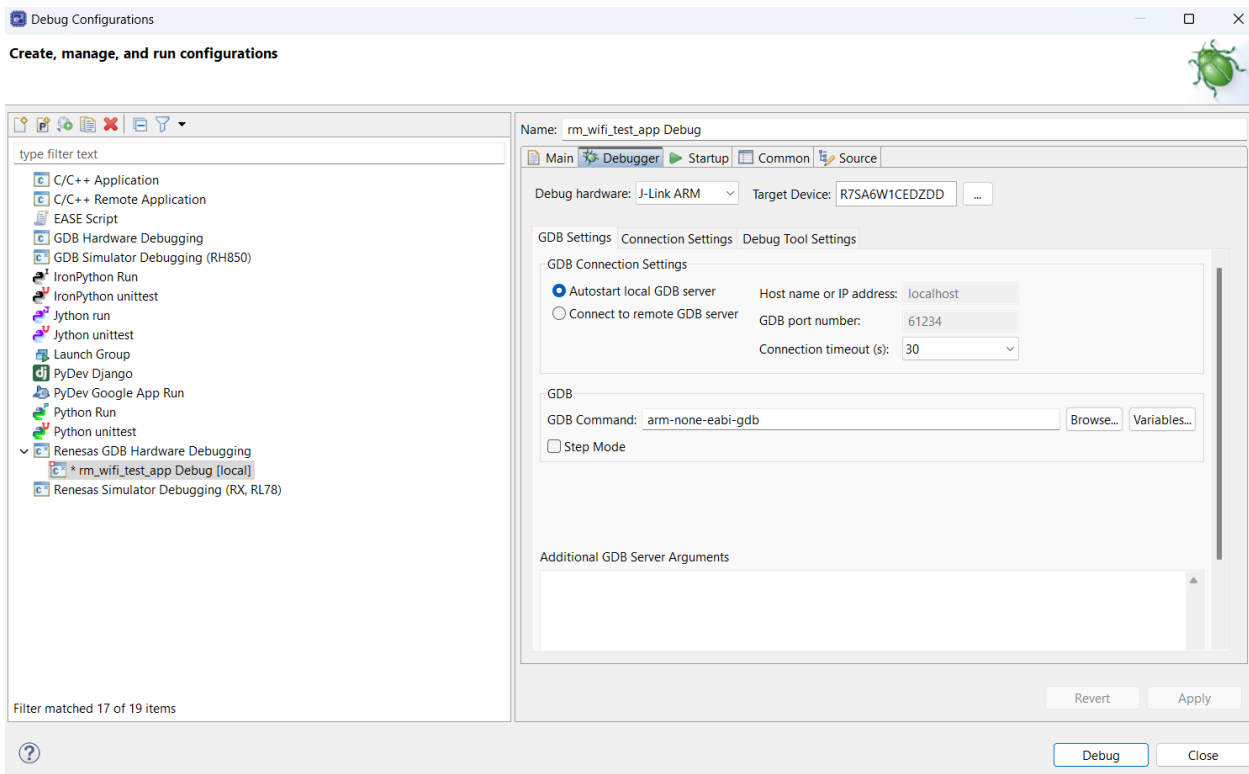 Debug Configurations
Create, manage, and run configurations
type filter text
C/C++ Application
C/C++ Remote Application
EASE Script
GDB Hardware Debugging
GDB Simulator Debugging (RH850)
IronPython Run
IronPython unittest
Jython run
Jython unittest
Launch Group
PyDev Django
PyDev Google App Run
Python Run
Python unittest
Renesas GDB Hardware Debugging
* rm_wifi_test_app Debug [local]
Renesas Simulator Debugging (RX, RL78)
Filter matched 17 of 19 items
Name: rm_wifi_test_app Debug
Main Debugger Startup Common Source
Debug hardware: J-Link ARM Target Device: R7SA6W1CEDZDD ...
GDB Settings Connection Settings Debug Tool Settings
GDB Connection Settings
Autostart local GDB server Host name or IP address: localhost
Connect to remote GDB server GDB port number: 61234
Connection timeout (s): 30
GDB
GDB Command: arm-none-eabi-gdb Browse... Variables...
Step Mode
Additional GDB Server Arguments
Revert Apply
Debug Close